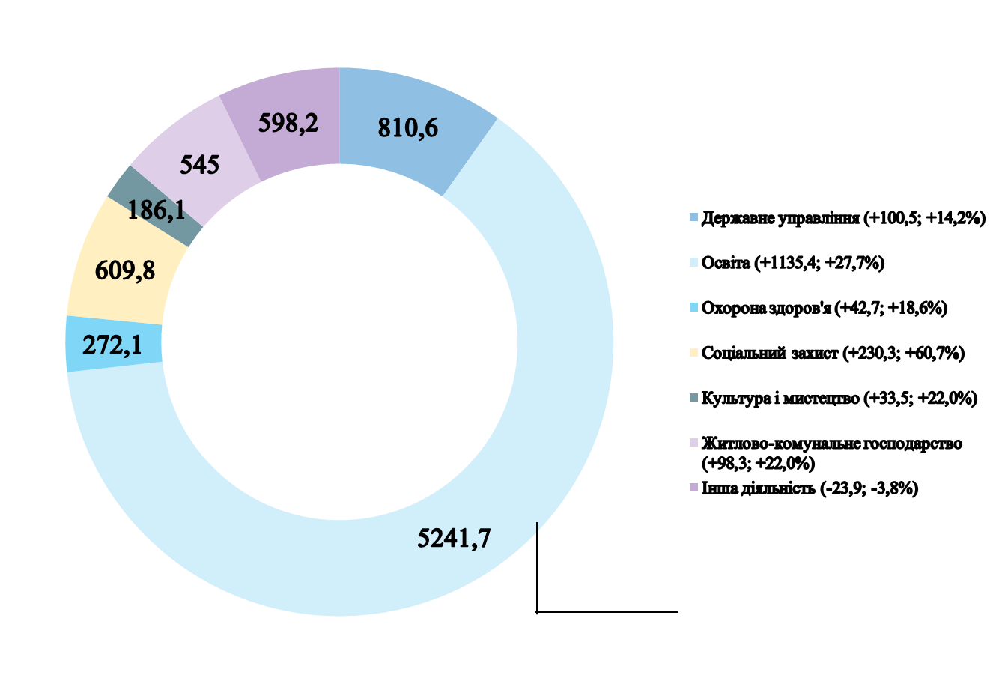 598,2
810,6
545
186,1
609,8
272,1
5241,7
Державне управління (+100,5; +14,2%)
Освіта (+1135,4; +27,7%)
Охорона здоров'я (+42,7; +18,6%)
Соціальний захист (+230,3; +60,7%)
Культура і мистецтво (+33,5; +22,0%)
Житлово-комунальне господарство
(+98,3; +22,0%)
Інша діяльність (-23,9; -3,8%)